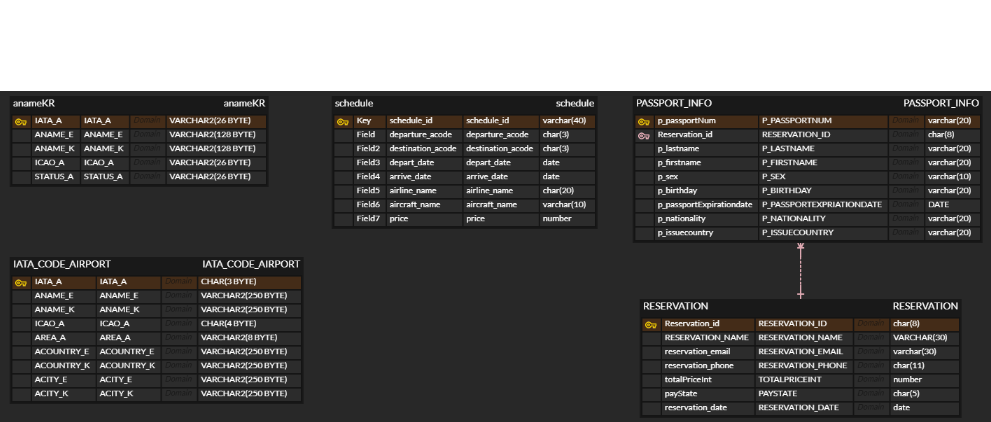 anameKR anameKR
IATA_A IATA_A Domain VARCHAR2(26 BYTE)
ANAME_E ANAME_E Domain VARCHAR2(128 BYTE)
ANAME_K ANAME_K Domain VARCHAR2(128 BYTE)
ICAO_A ICAO_A Domain VARCHAR2(26 BYTE)
STATUS_A STATUS_A Domain VARCHAR2(26 BYTE)
schedule schedule
Key schedule_id schedule_id varchar(40)
Field departure_acode departure_acode char(3)
Field2 destination_acode destination_acode char(3)
Field3 depart_date depart_date date
Field4 arrive_date arrive_date date
Field5 airline_name airline_name char(20)
Field6 aircraft_name aircraft_name varchar(10)
Field7 price price number
PASSPORT_INFO PASSPORT_INFO
p_passportNum P_PASSPORTNUM Domain varchar(20)
Reservation_id RESERVATION_ID Domain char(8)
p_lastname P_LASTNAME Domain varchar(20)
p_firstname P_FIRSTNAME Domain varchar(20)
p_sex P_SEX Domain varchar(10)
p_birthday P_BIRTHDAY Domain varchar(20)
p_passportExpirationdate P_PASSPORTEXPRIATIONDATE Domain DATE
p_nationality P_NATIONALITY Domain varchar(20)
p_issuecountry P_ISSUECOUNTRY Domain varchar(20)
IATA_CODE_AIRPORT IATA_CODE_AIRPORT
IATA_A IATA_A Domain CHAR(3 BYTE)
ANAME_E ANAME_E Domain VARCHAR2(250 BYTE)
ANAME_K ANAME_K Domain VARCHAR2(250 BYTE)
ICAO_A ICAO_A Domain CHAR(4 BYTE)
AREA_A AREA_A Domain VARCHAR2(8 BYTE)
ACOUNTRY_E ACOUNTRY_E Domain VARCHAR2(250 BYTE)
ACOUNTRY_K ACOUNTRY_K Domain VARCHAR2(250 BYTE)
ACITY_E ACITY_E Domain VARCHAR2(250 BYTE)
ACITY_K ACITY_K Domain VARCHAR2(250 BYTE)
RESERVATION RESERVATION
Reservation_id RESERVATION_ID Domain char(8)
RESERVATION_NAME RESERVATION_NAME Domain VARCHAR(30)
reservation_email RESERVATION_EMAIL Domain varchar(30)
reservation_phone RESERVATION_PHONE Domain char(11)
totalPriceInt TOTALPRICEINT Domain number
payState PAYSTATE Domain char(5)
reservation_date RESERVATION_DATE Domain date